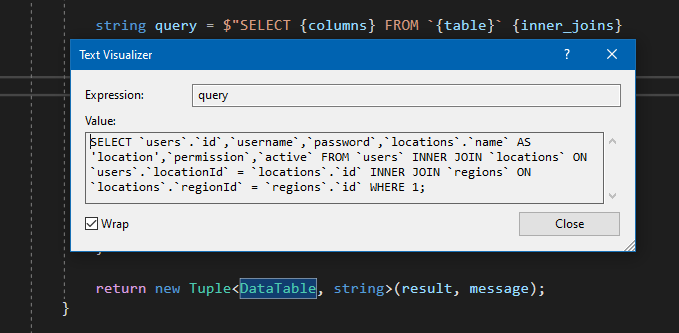 string query = $"SELECT {columns} FROM `{table}` {inner_joins}
Text Visualizer
?
Expression:
query
Value:
SELECT `users`.`id`,`username`,`password`,`locations`.`name` AS
'location',`permission`,`active` FROM `users` INNER JOIN `locations` ON
`users`.`locationId` = `locations`.`id` INNER JOIN `regions` ON
`locations`.`regionId` = `regions`.`id` WHERE 1;
Wrap
Close
return new Tuple<DataTable, string>(result, message);
}